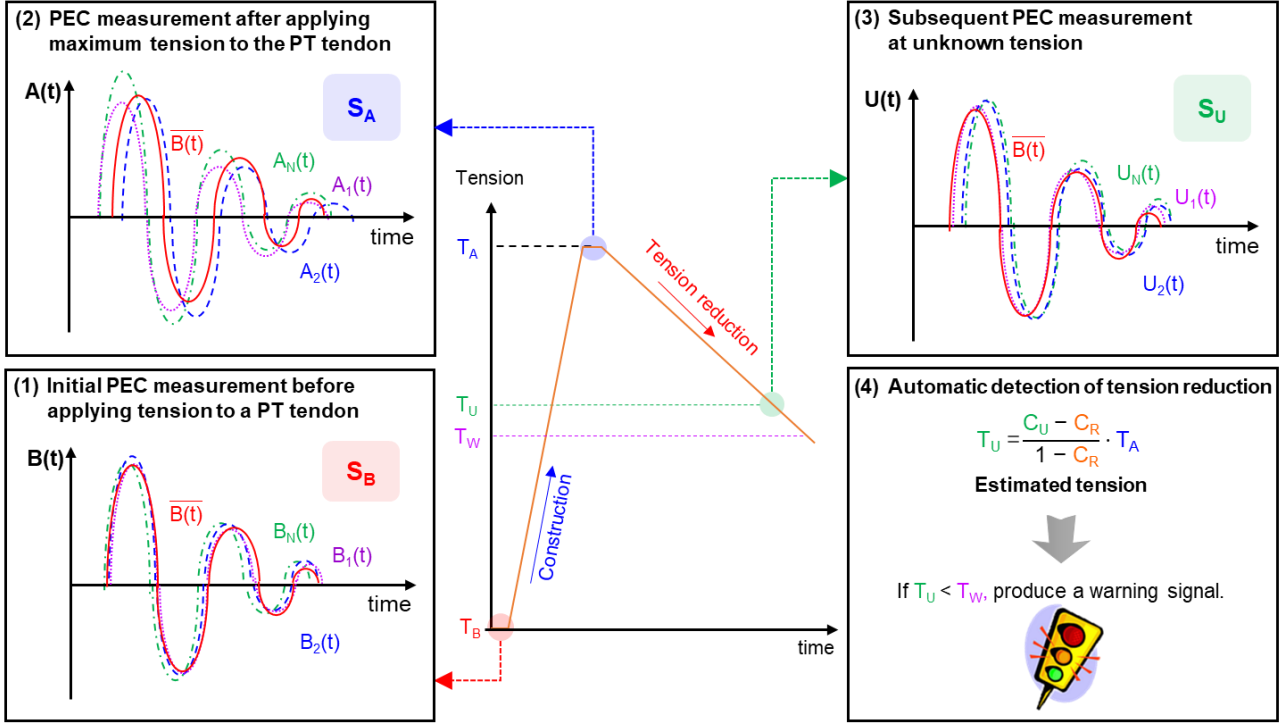 (2) PEC measurement after applying
maximum tension to the PT tendon
A(t)
S_A
B(t)
A_N(t)
A_1(t)
time
A_2(t)
(1) Initial PEC measurement before
applying tension to a PT tendon
B(t)
S_B
B(t)
B_N(t)
B_1(t)
time
B_2(t)
Tension
T_A
Tension reduction
T_U
T_W
Construction
T_B
time
(3) Subsequent PEC measurement
at unknown tension
U(t)
S_U
B(t)
U_N(t)
U_1(t)
time
U_2(t)
(4) Automatic detection of tension reduction
T_U = (C_U − C_R) / (1 − C_R) · T_A
Estimated tension
If T_U < T_W, produce a warning signal.